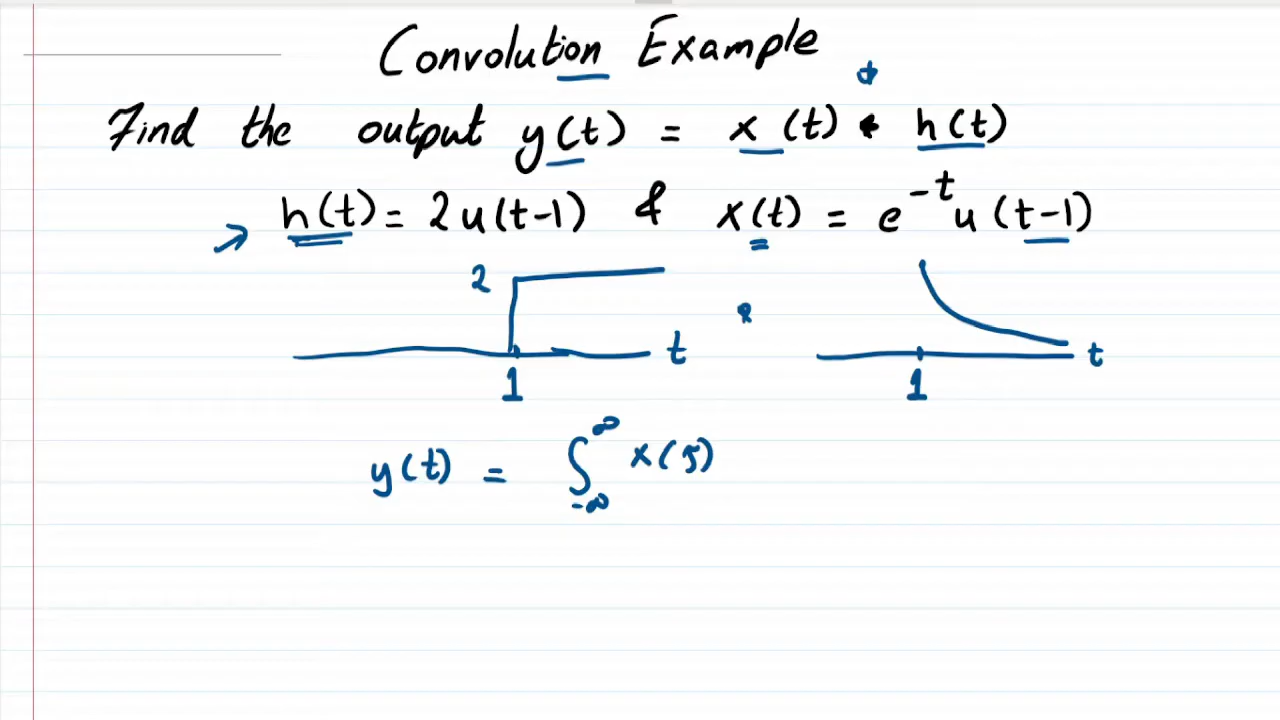 Convolution Example
Find the output y(t) = x(t) * h(t)
h(t) = 2u(t-1) & x(t) = e^{-t} u(t-1)
2
t
1
*
t
1
y(t) = ∫_{-∞}^{∞} x(τ)